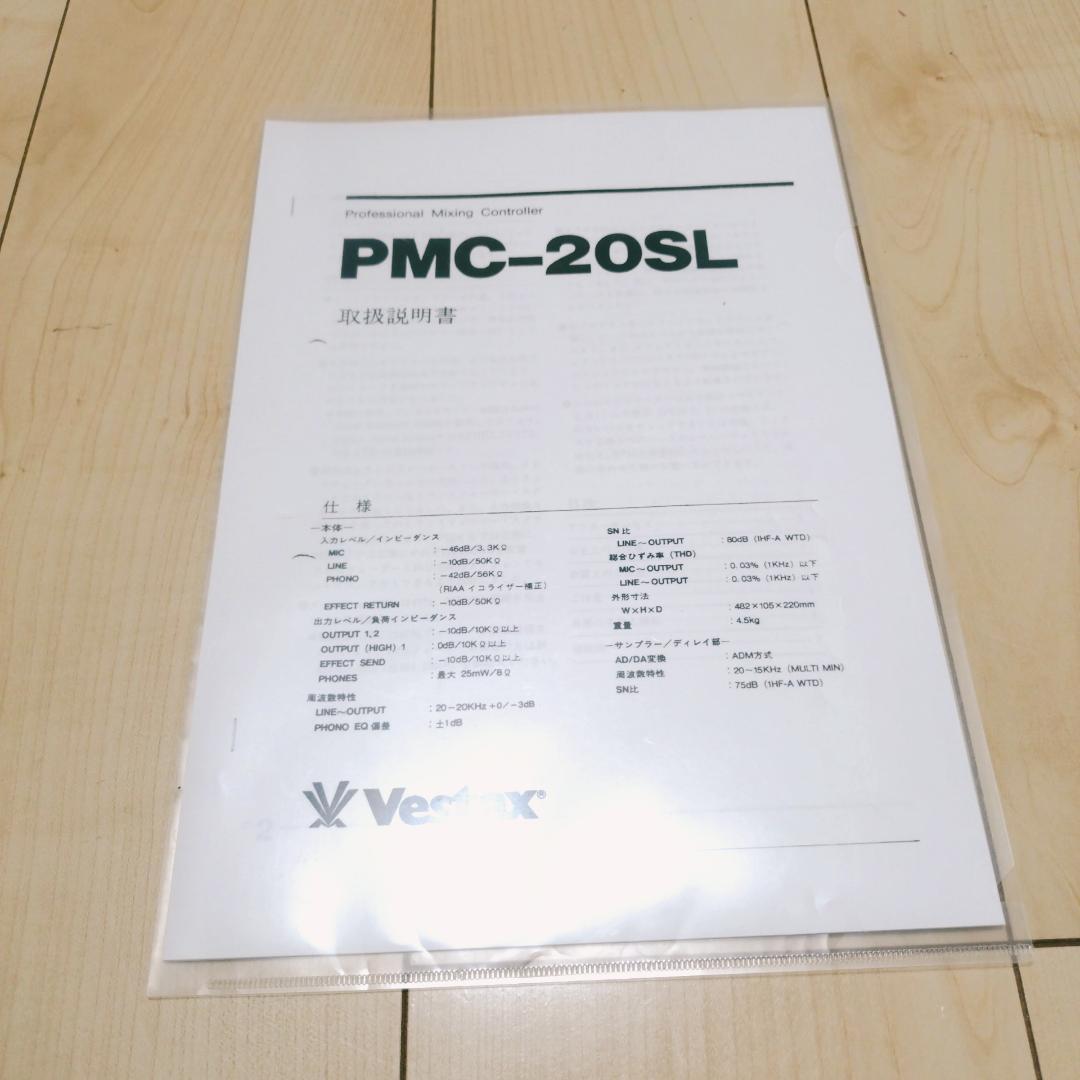 Professional Mixing Controller
PMC-20SL
取扱説明書
仕 様
—本体—
入力レベル／インピーダンス
MIC : -46dB/3.3KΩ
LINE : -10dB/50KΩ
PHONO : -42dB/56KΩ
(RIAAイコライザー補正)
EFFECT RETURN : -10dB/50KΩ
出力レベル／負荷インピーダンス
OUTPUT 1,2 : -10dB/10KΩ以上
OUTPUT (HIGH) 1 : 0dB/10KΩ以上
EFFECT SEND : -10dB/10KΩ以上
PHONES : 最大 25mW/8Ω
周波数特性
LINE~OUTPUT : 20-20KHz+0/-3dB
PHONO EQ偏差 : ±1dB
SN比
LINE~OUTPUT : 80dB (IHF-A WTD)
総合ひずみ率 (THD)
MIC~OUTPUT : 0.03% (1KHz) 以下
LINE~OUTPUT : 0.03% (1KHz) 以下
外形寸法
W×H×D : 482×105×220mm
重量 : 4.5kg
—サンプラー／ディレイ部—
AD/DA変換 : ADM方式
周波数特性 : 20~15KHz (MULTI MIN)
SN比 : 75dB (IHF-A WTD)
Vestax®